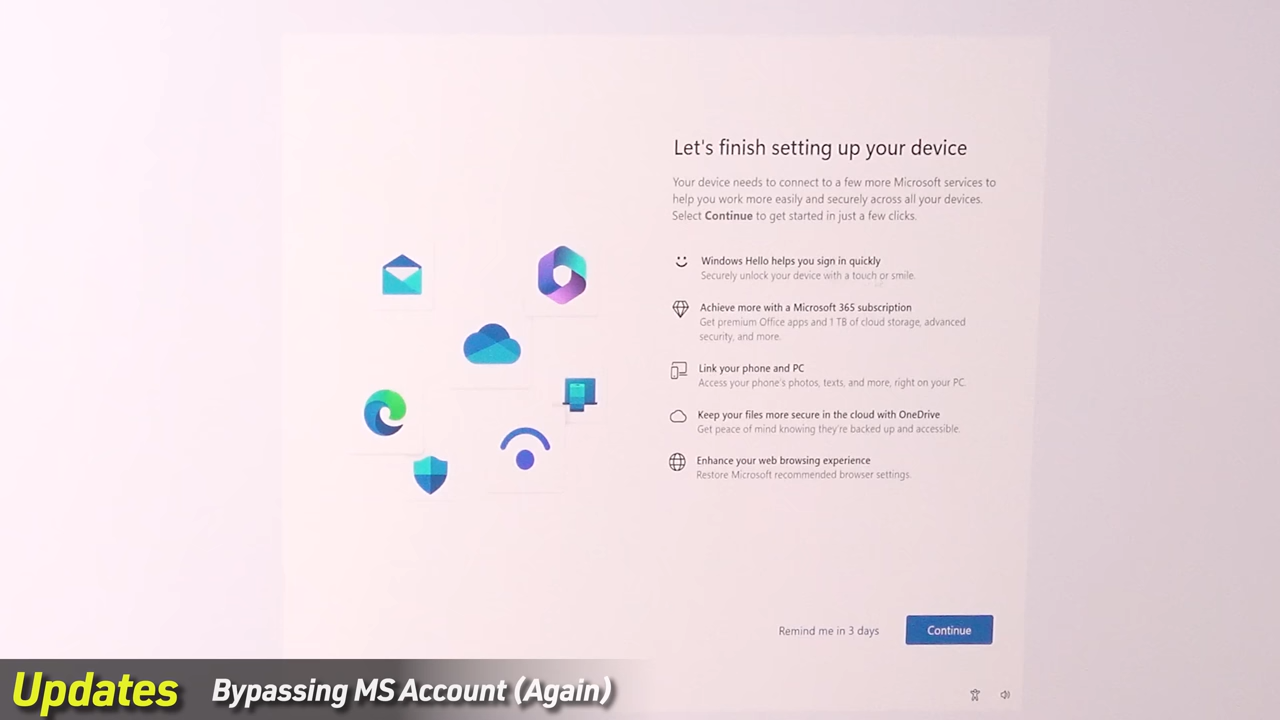 Let's finish setting up your device
Your device needs to connect to a few more Microsoft services to
help you work more easily and securely across all your devices.
Select Continue to get started in just a few clicks.
Windows Hello helps you sign in quickly
Securely unlock your device with a touch or smile.
Achieve more with a Microsoft 365 subscription
Get premium Office apps and 1 TB of cloud storage, advanced
security, and more.
Link your phone and PC
Access your phone's photos, texts, and more, right on your PC.
Keep your files more secure in the cloud with OneDrive
Get peace of mind knowing they're backed up and accessible.
Enhance your web browsing experience
Restore Microsoft recommended browser settings.
Remind me in 3 days
Continue
Updates
Bypassing MS Account (Again)